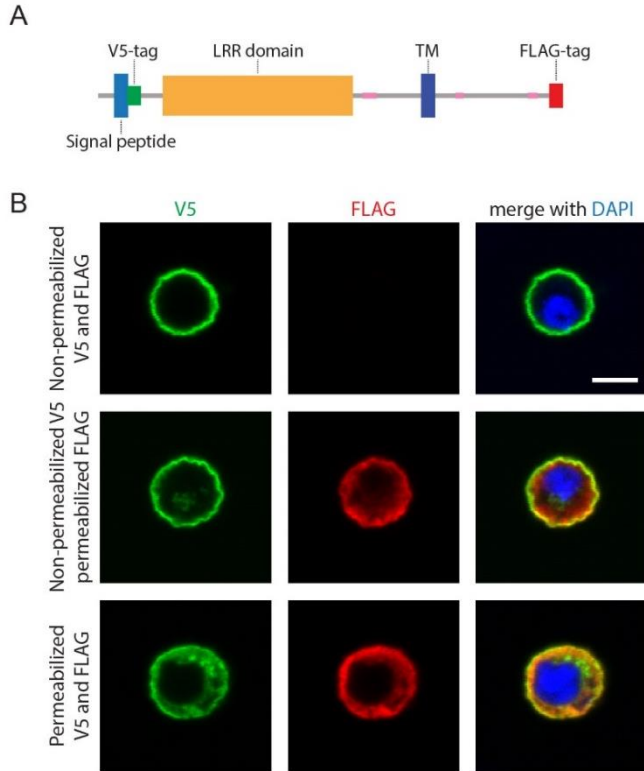 A
V5-tag
LRR domain
TM
FLAG-tag
Signal peptide
B
V5
FLAG
merge with DAPI
Non-permeabilized
V5 and FLAG
Non-permeabilized V5
permeabilized FLAG
Permeabilized
V5 and FLAG